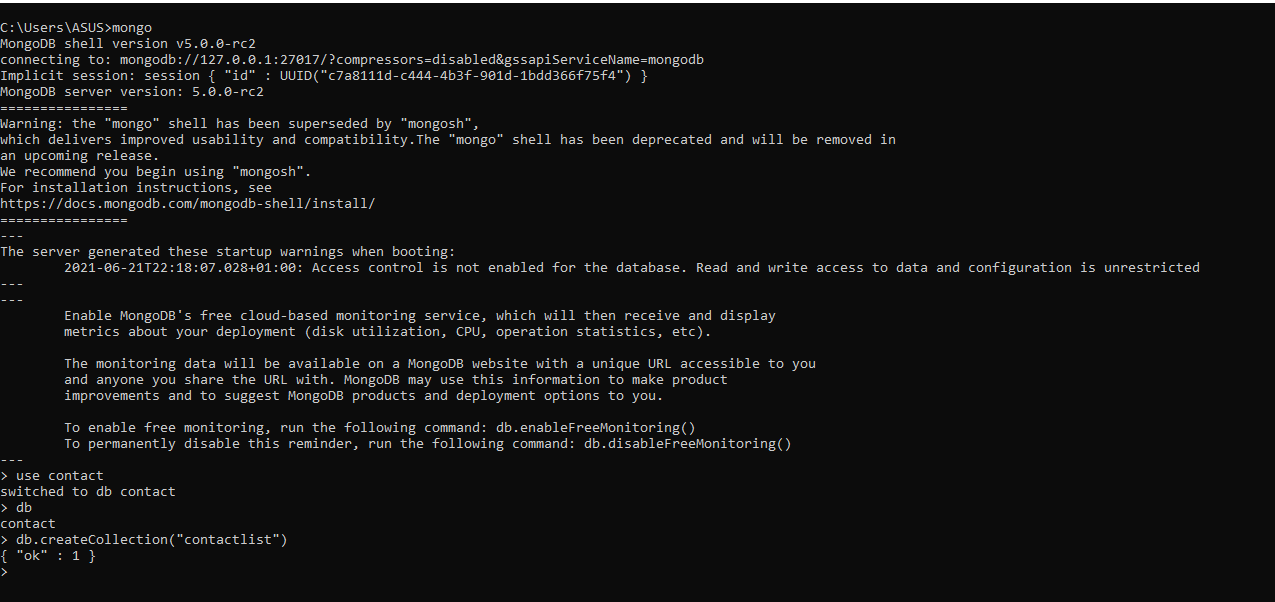 C:\Users\ASUS>mongo
MongoDB shell version v5.0.0-rc2
connecting to: mongodb://127.0.0.1:27017/?compressors=disabled&gssapiServiceName=mongodb
Implicit session: session { "id" : UUID("c7a8111d-c444-4b3f-901d-1bdd366f75f4") }
MongoDB server version: 5.0.0-rc2
================
Warning: the "mongo" shell has been superseded by "mongosh",
which delivers improved usability and compatibility.The "mongo" shell has been deprecated and will be removed in
an upcoming release.
We recommend you begin using "mongosh".
For installation instructions, see
https://docs.mongodb.com/mongodb-shell/install/
================
---
The server generated these startup warnings when booting:
        2021-06-21T22:18:07.028+01:00: Access control is not enabled for the database. Read and write access to data and configuration is unrestricted
---
---
        Enable MongoDB's free cloud-based monitoring service, which will then receive and display
        metrics about your deployment (disk utilization, CPU, operation statistics, etc).

        The monitoring data will be available on a MongoDB website with a unique URL accessible to you
        and anyone you share the URL with. MongoDB may use this information to make product
        improvements and to suggest MongoDB products and deployment options to you.

        To enable free monitoring, run the following command: db.enableFreeMonitoring()
        To permanently disable this reminder, run the following command: db.disableFreeMonitoring()
---
> use contact
switched to db contact
> db
contact
> db.createCollection("contactlist")
{ "ok" : 1 }
>